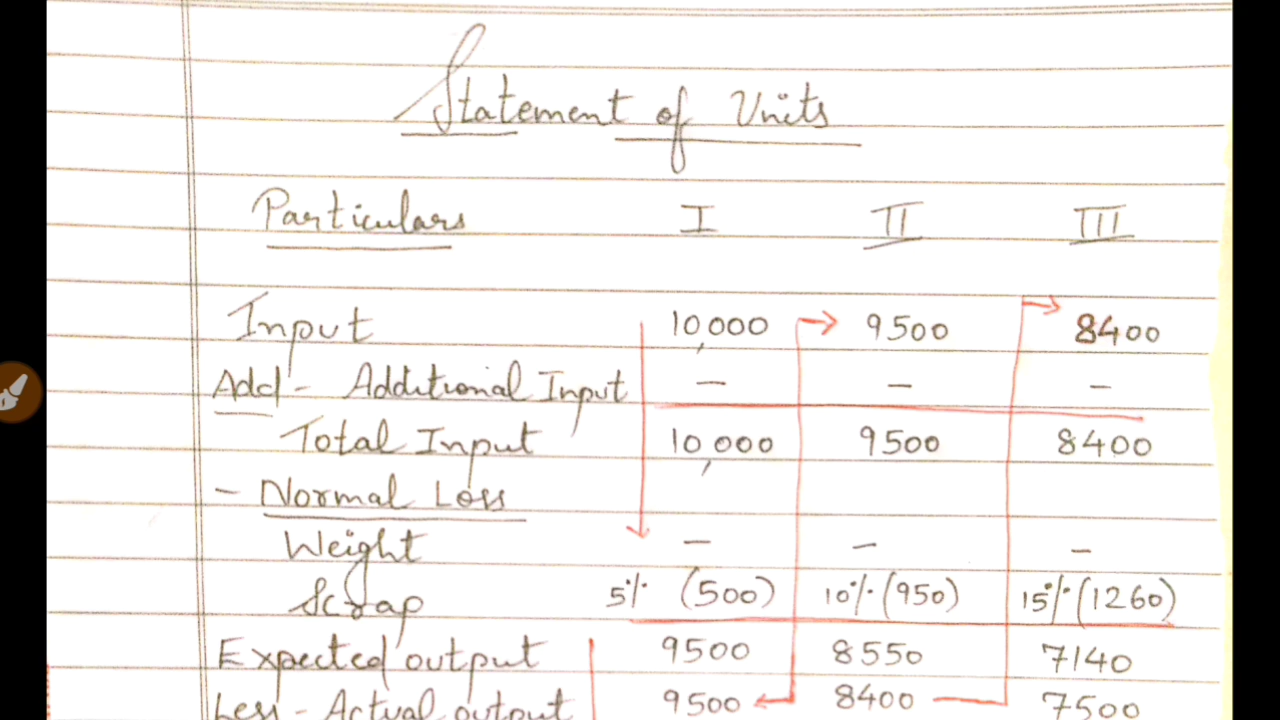 Statement of Units
Particulars I II III
Input 10,000 9500 8400
Add - Additional Input - - -
Total Input 10,000 9500 8400
- Normal Loss
Weight - - -
Scrap 5% (500) 10% (950) 15% (1260)
Expected output 9500 8550 7140
Less - Actual output 9500 8400 7500